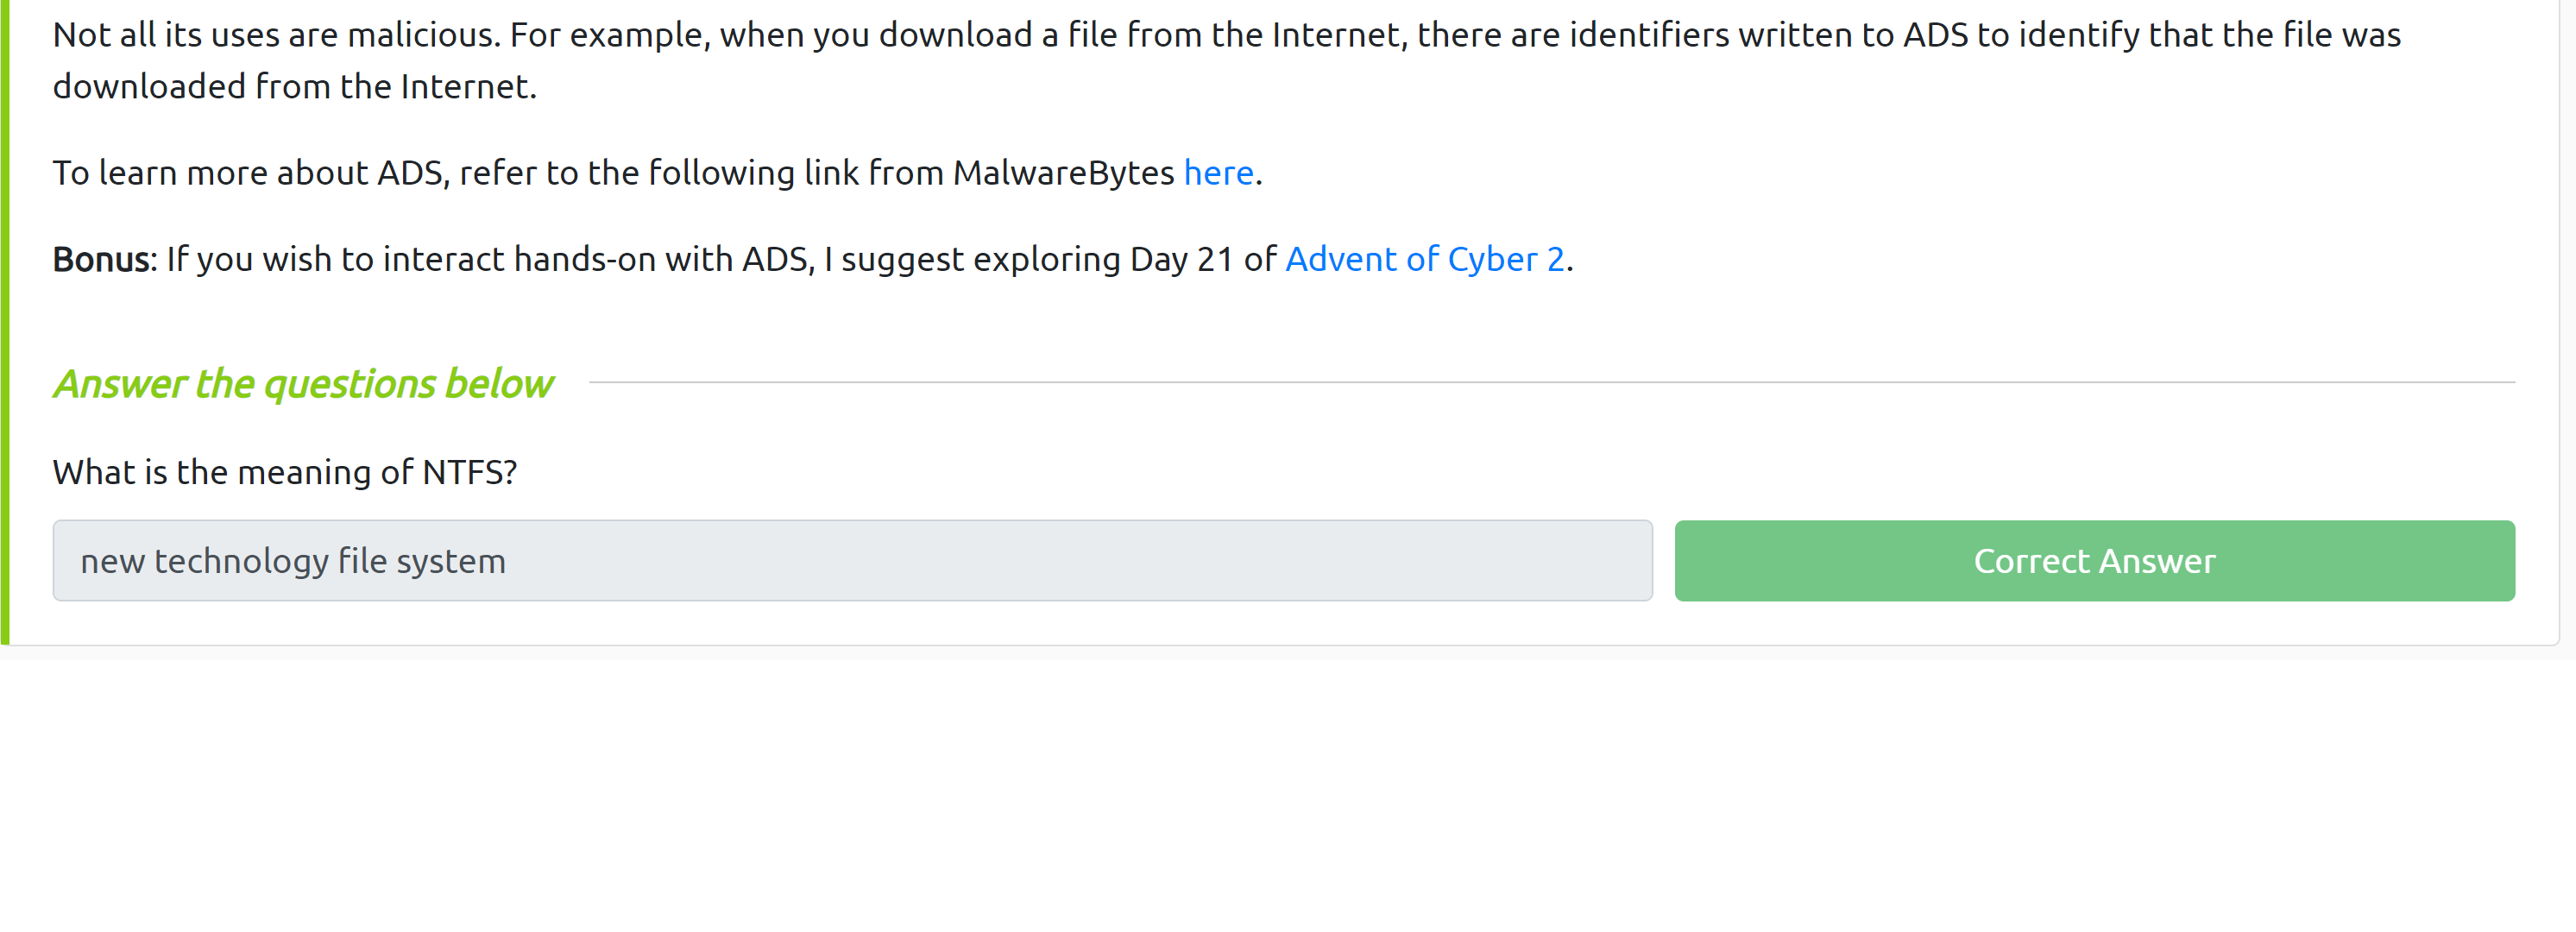 Not all its uses are malicious. For example, when you download a file from the Internet, there are identifiers written to ADS to identify that the file was
downloaded from the Internet.
To learn more about ADS, refer to the following link from MalwareBytes here.
Bonus: If you wish to interact hands-on with ADS, I suggest exploring Day 21 of Advent of Cyber 2.
Answer the questions below
What is the meaning of NTFS?
new technology file system
Correct Answer